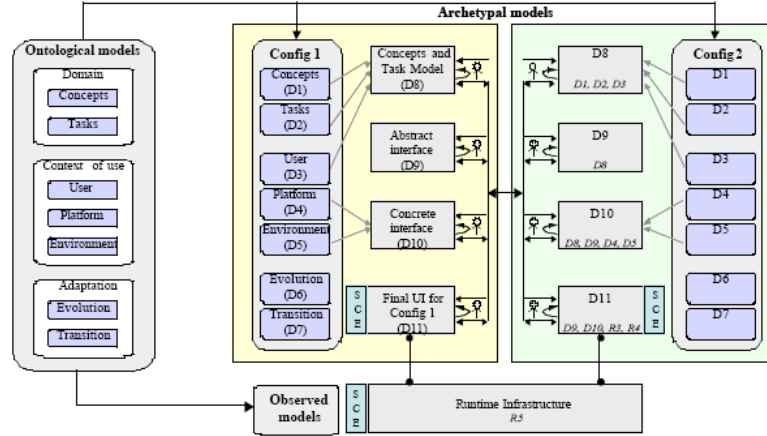 Archetypal models
Ontological models
Domain
Concepts
Tasks
Context of use
User
Platform
Environment
Adaptation
Evolution
Transition
Config 1
Concepts
(D1)
Tasks
(D2)
User
(D3)
Platform
(D4)
Environment
(D5)
Evolution
(D6)
Transition
(D7)
Concepts and
Task Model
(D8)
Abstract
interface
(D9)
Concrete
interface
(D10)
S
C
E
Final UI for
Config 1
(D11)
D8
D1, D2, D3
D9
D8
D10
D8, D9, D4, D5
D11
D9, D10, R3, R4
S
C
E
Config 2
D1
D2
D3
D4
D5
D6
D7
Observed
models
S
C
E
Runtime Infrastructure
R5